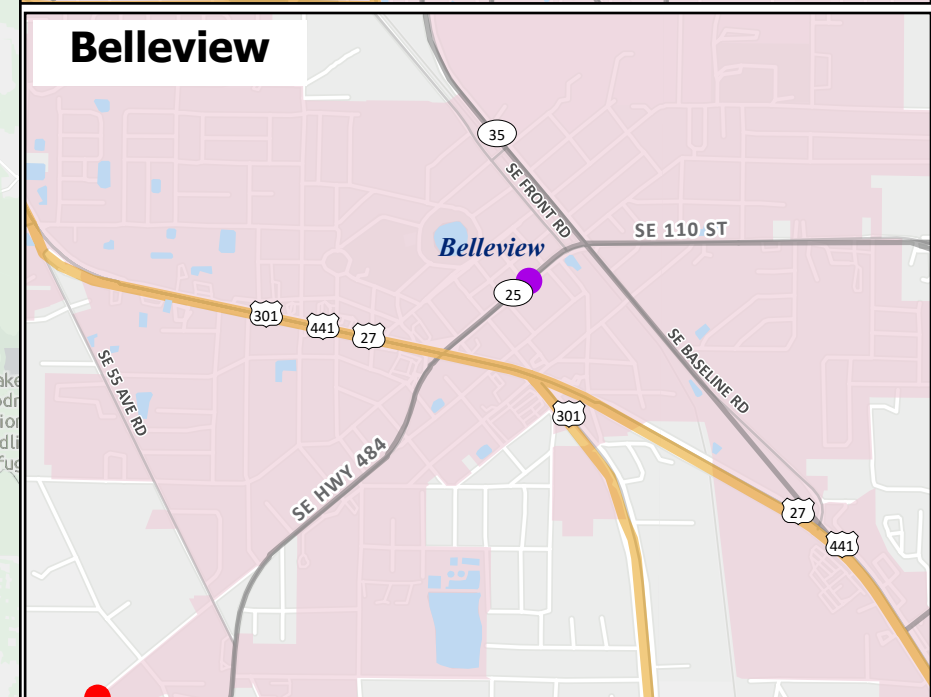 Belleview
35
SE FRONT RD
SE 110 ST
Belleview
25
301
441
27
SE BASELINE RD
SE 55 AVE RD
301
SE HWY 484
27
441